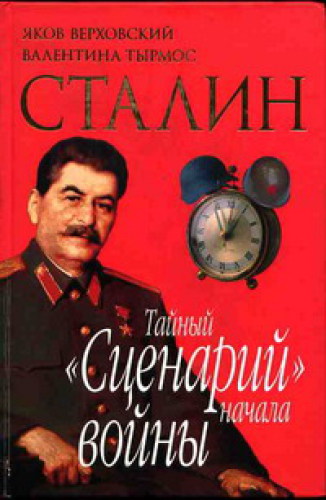 ЯКОВ ВЕРХОВСКИЙ
ВАЛЕНТИНА ТЫРМОС
СТАЛИН
Тайный
«Сценарий»
начала
войны